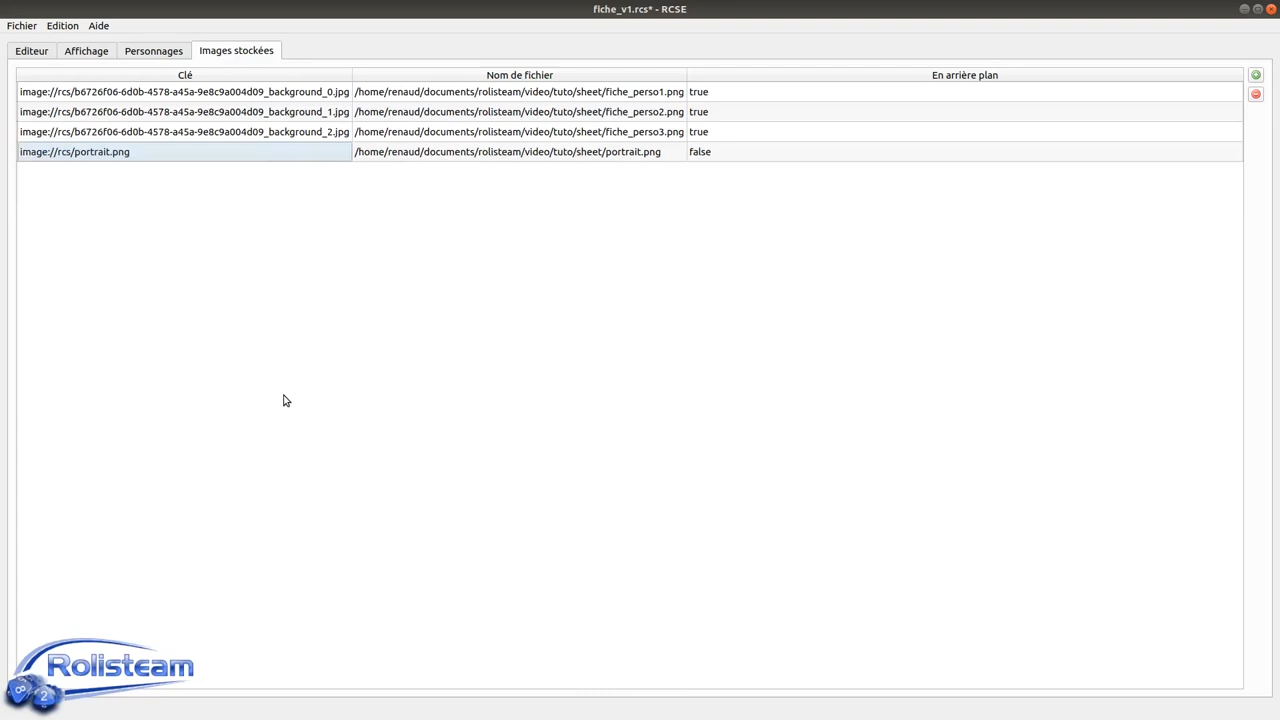 fiche_v1.rcs* - RCSE
Fichier Edition Aide
Editeur Affichage Personnages Images stockées
Clé Nom de fichier En arrière plan
image://rcs/b6726f06-6d0b-4578-a45a-9e8c9a004d09_background_0.jpg /home/renaud/documents/rolisteam/video/tuto/sheet/fiche_perso1.png true
image://rcs/b6726f06-6d0b-4578-a45a-9e8c9a004d09_background_1.jpg /home/renaud/documents/rolisteam/video/tuto/sheet/fiche_perso2.png true
image://rcs/b6726f06-6d0b-4578-a45a-9e8c9a004d09_background_2.jpg /home/renaud/documents/rolisteam/video/tuto/sheet/fiche_perso3.png true
image://rcs/portrait.png /home/renaud/documents/rolisteam/video/tuto/sheet/portrait.png false
Rolisteam
8 2